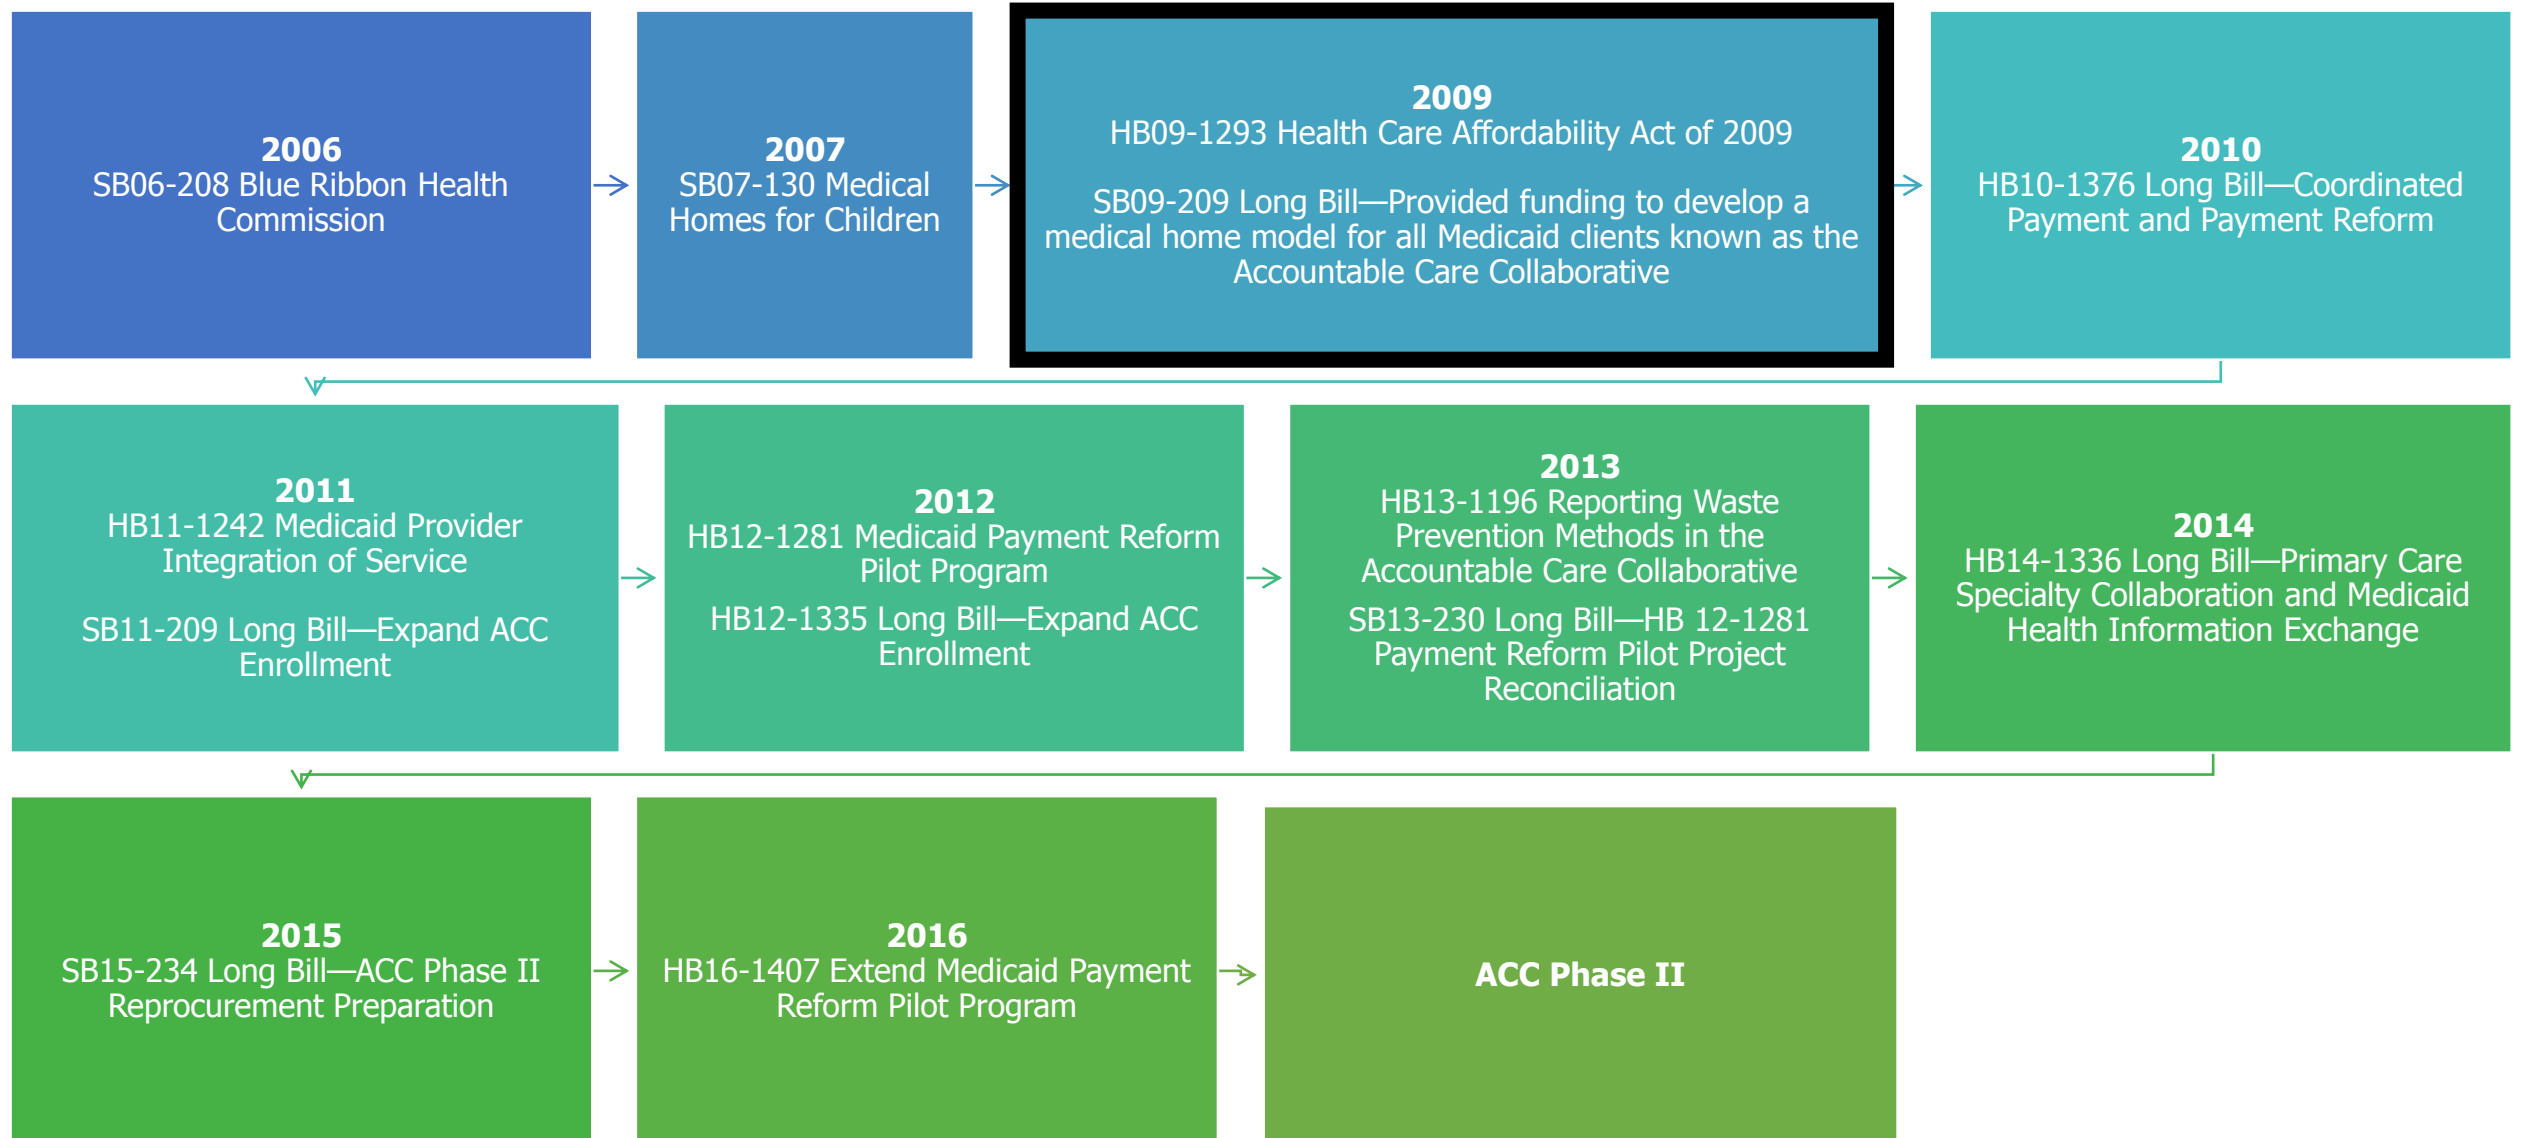 2006
SB06-208 Blue Ribbon Health
Commission
2007
SB07-130 Medical
Homes for Children
2009
HB09-1293 Health Care Affordability Act of 2009
SB09-209 Long Bill—Provided funding to develop a
medical home model for all Medicaid clients known as the
Accountable Care Collaborative
2010
HB10-1376 Long Bill—Coordinated
Payment and Payment Reform
2011
HB11-1242 Medicaid Provider
Integration of Service
SB11-209 Long Bill—Expand ACC
Enrollment
2012
HB12-1281 Medicaid Payment Reform
Pilot Program
HB12-1335 Long Bill—Expand ACC
Enrollment
2013
HB13-1196 Reporting Waste
Prevention Methods in the
Accountable Care Collaborative
SB13-230 Long Bill—HB 12-1281
Payment Reform Pilot Project
Reconciliation
2014
HB14-1336 Long Bill—Primary Care
Specialty Collaboration and Medicaid
Health Information Exchange
2015
SB15-234 Long Bill—ACC Phase II
Reprocurement Preparation
2016
HB16-1407 Extend Medicaid Payment
Reform Pilot Program
ACC Phase II